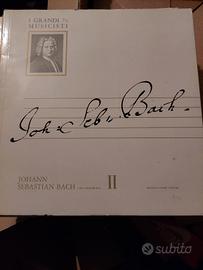 I GRANDI
MUSICISTI
Joh. Seb. Bach.
JOHANN
SEBASTIAN BACH
II
subito